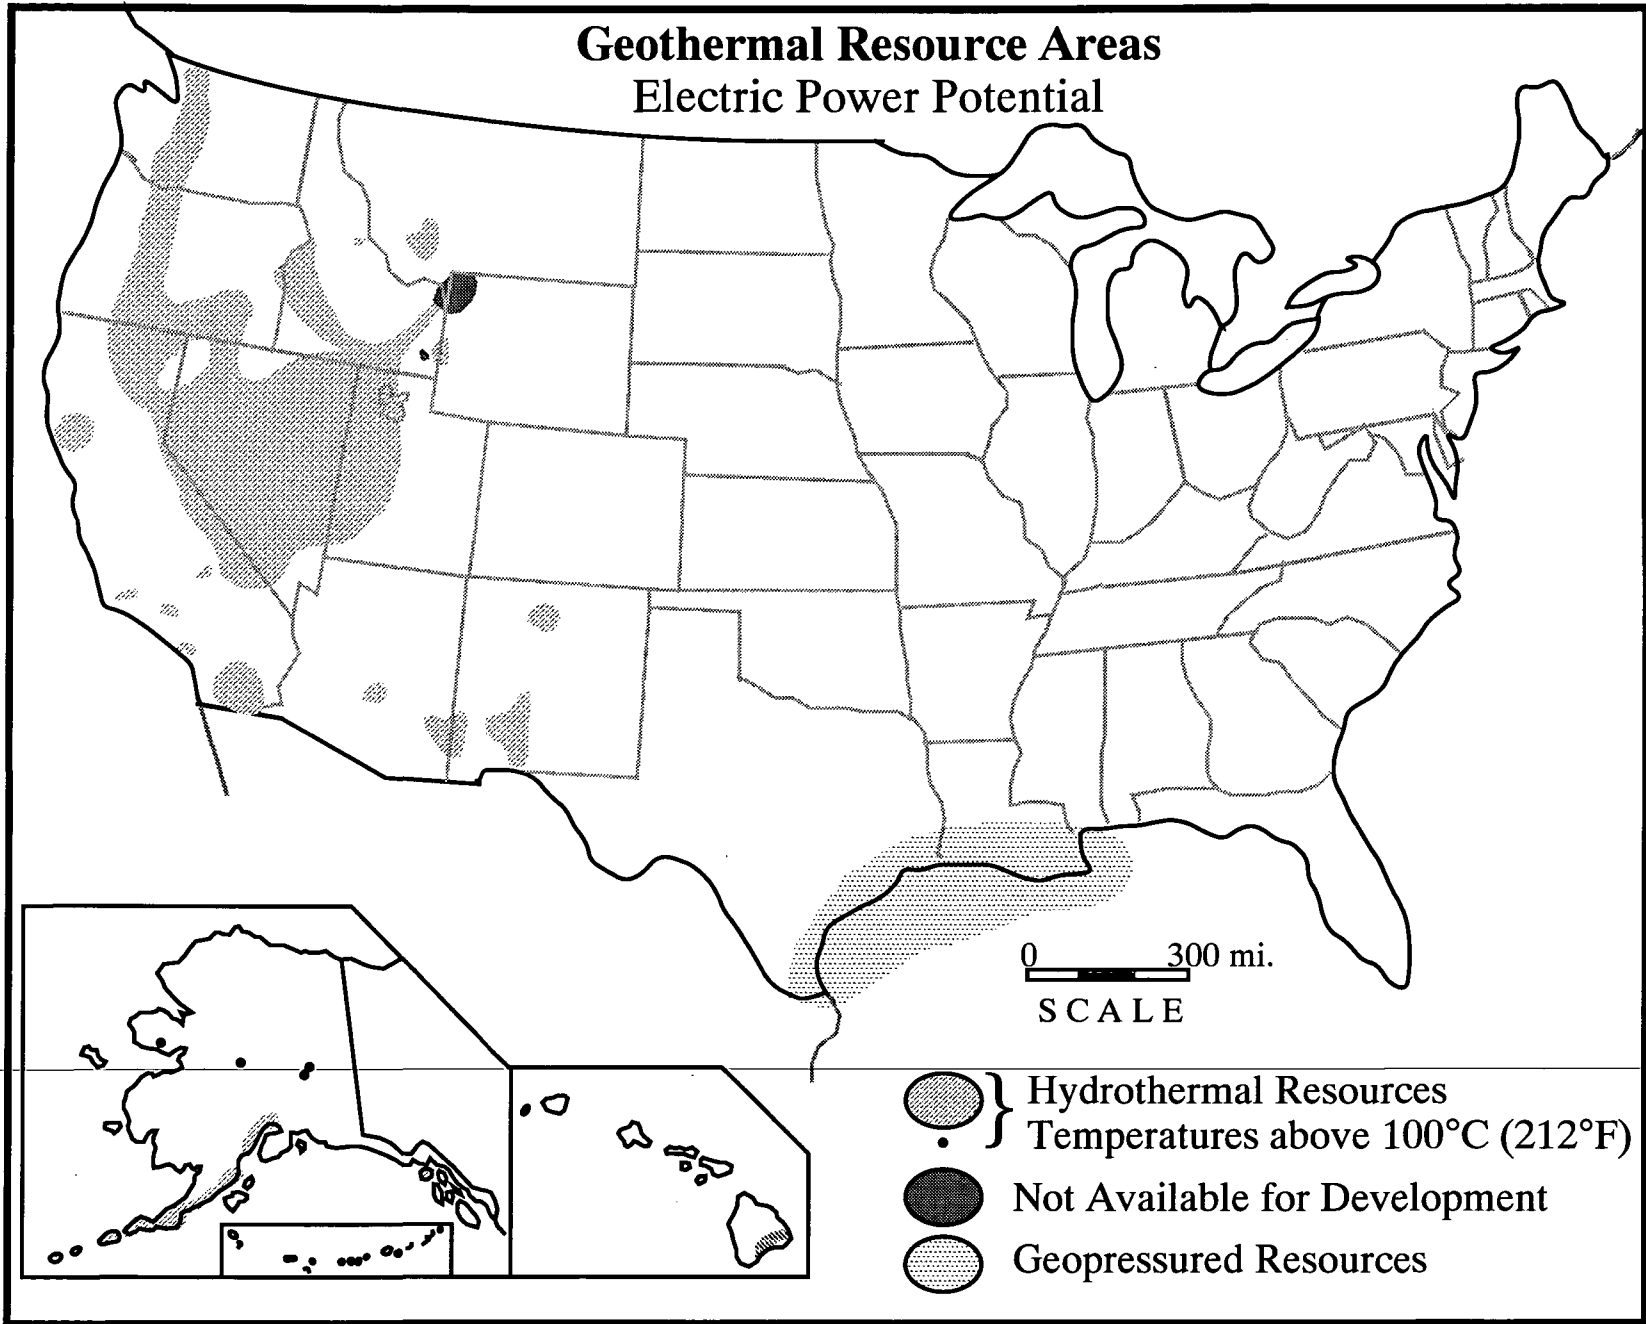 Geothermal Resource Areas
Electric Power Potential
0 300 mi.
SCALE
Hydrothermal Resources
Temperatures above 100°C (212°F)
Not Available for Development
Geopressured Resources